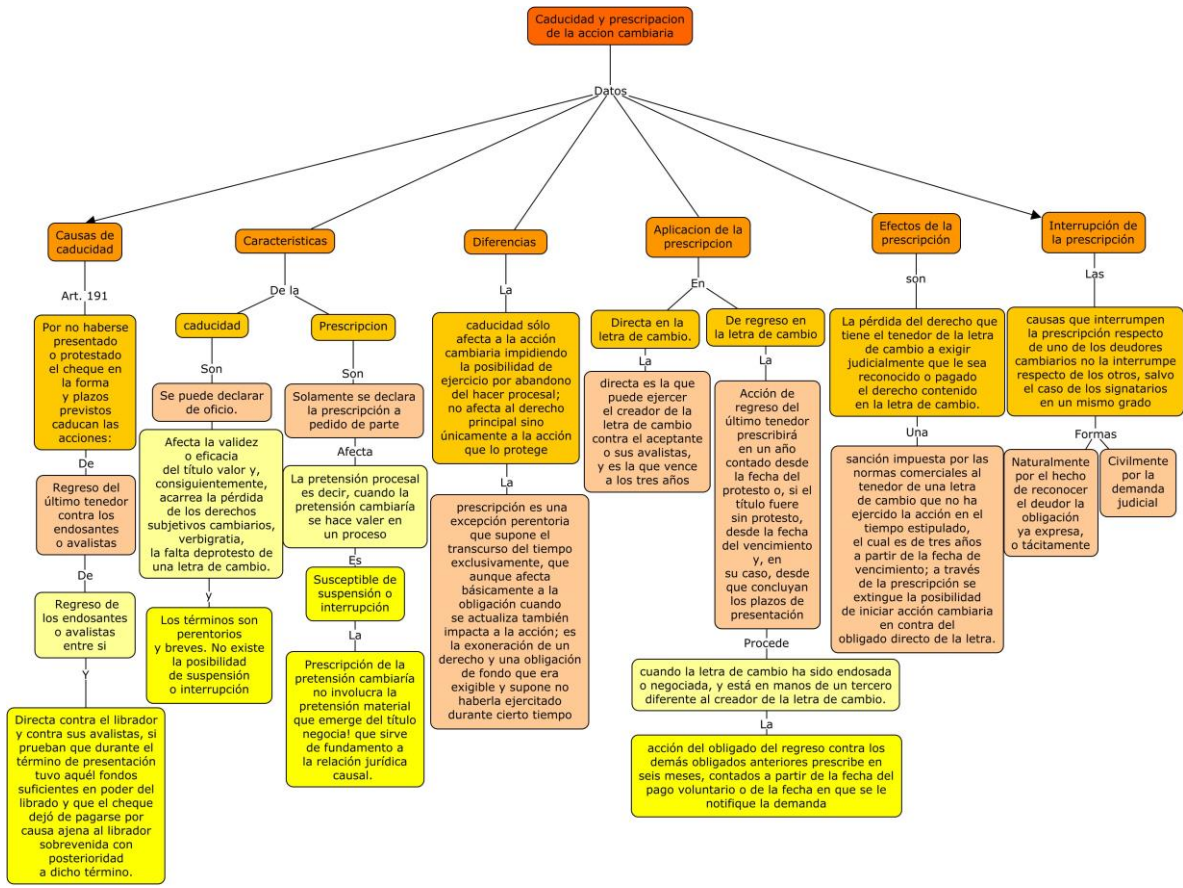 Caducidad y prescripacion
de la accion cambiaria
Datos
Causas de
caducidad
Art. 191
Por no haberse
presentado
o protestado
el cheque en
la forma
y plazos
previstos
caducan las
acciones:
De
Regreso del
último tenedor
contra los
endosantes
o avalistas
De
Regreso de
los endosantes
o avalistas
entre si
Y
Directa contra el librador
y contra sus avalistas, si
prueban que durante el
término de presentación
tuvo aquél fondos
suficientes en poder del
librado y que el cheque
dejó de pagarse por
causa ajena al librador
sobrevenida con
posterioridad
a dicho término.
Caracteristicas
De la
caducidad
Son
Se puede declarar
de oficio.
Afecta la validez
o eficacia
del título valor y,
consiguientemente,
acarrea la pérdida
de los derechos
subjetivos cambiarios,
verbigratia,
la falta deprotesto de
una letra de cambio.
y
Los términos son
perentorios
y breves. No existe
la posibilidad
de suspensión
o interrupción
Prescripcion
Son
Solamente se declara
la prescripción a
pedido de parte
Afecta
La pretensión procesal
es decir, cuando la
pretensión cambiaría
se hace valer en
un proceso
Es
Susceptible de
suspensión o
interrupción
La
Prescripción de la
pretensión cambiaría
no involucra la
pretensión material
que emerge del título
negocia! que sirve
de fundamento a
la relación jurídica
causal.
Diferencias
La
caducidad sólo
afecta a la acción
cambiaria impidiendo
la posibilidad de
ejercicio por abandono
del hacer procesal;
no afecta al derecho
principal sino
únicamente a la acción
que lo protege
La
prescripción es una
excepción perentoria
que supone el
transcurso del tiempo
exclusivamente, que
aunque afecta
básicamente a la
obligación cuando
se actualiza también
impacta a la acción; es
la exoneración de un
derecho y una obligación
de fondo que era
exigible y supone no
haberla ejercitado
durante cierto tiempo
Aplicacion de la
prescripcion
En
Directa en la
letra de cambio.
La
directa es la que
puede ejercer
el creador de la
letra de cambio
contra el aceptante
o sus avalistas,
y es la que vence
a los tres años
De regreso en
la letra de cambio
La
Acción de
regreso del
último tenedor
prescribirá
en un año
contado desde
la fecha del
protesto o, si el
título fuere
sin protesto,
desde la fecha
del vencimiento
y, en
su caso, desde
que concluyan
los plazos de
presentación
Procede
cuando la letra de cambio ha sido endosada
o negociada, y está en manos de un tercero
diferente al creador de la letra de cambio.
La
acción del obligado del regreso contra los
demás obligados anteriores prescribe en
seis meses, contados a partir de la fecha del
pago voluntario o de la fecha en que se le
notifique la demanda
Efectos de la
prescripción
son
La pérdida del derecho que
tiene el tenedor de la letra
de cambio a exigir
judicialmente que le sea
reconocido o pagado
el derecho contenido
en la letra de cambio.
Una
sanción impuesta por las
normas comerciales al
tenedor de una letra
de cambio que no ha
ejercido la acción en el
tiempo estipulado,
el cual es de tres años
a partir de la fecha de
vencimiento; a través
de la prescripción se
extingue la posibilidad
de iniciar acción cambiaria
en contra del
obligado directo de la letra.
Interrupción de
la prescripción
Las
causas que interrumpen
la prescripción respecto
de uno de los deudores
cambiarios no la interrumpe
respecto de los otros, salvo
el caso de los signatarios
en un mismo grado
Formas
Naturalmente
por el hecho
de reconocer
el deudor la
obligación
ya expresa,
o tácitamente
Civilmente
por la
demanda
judicial